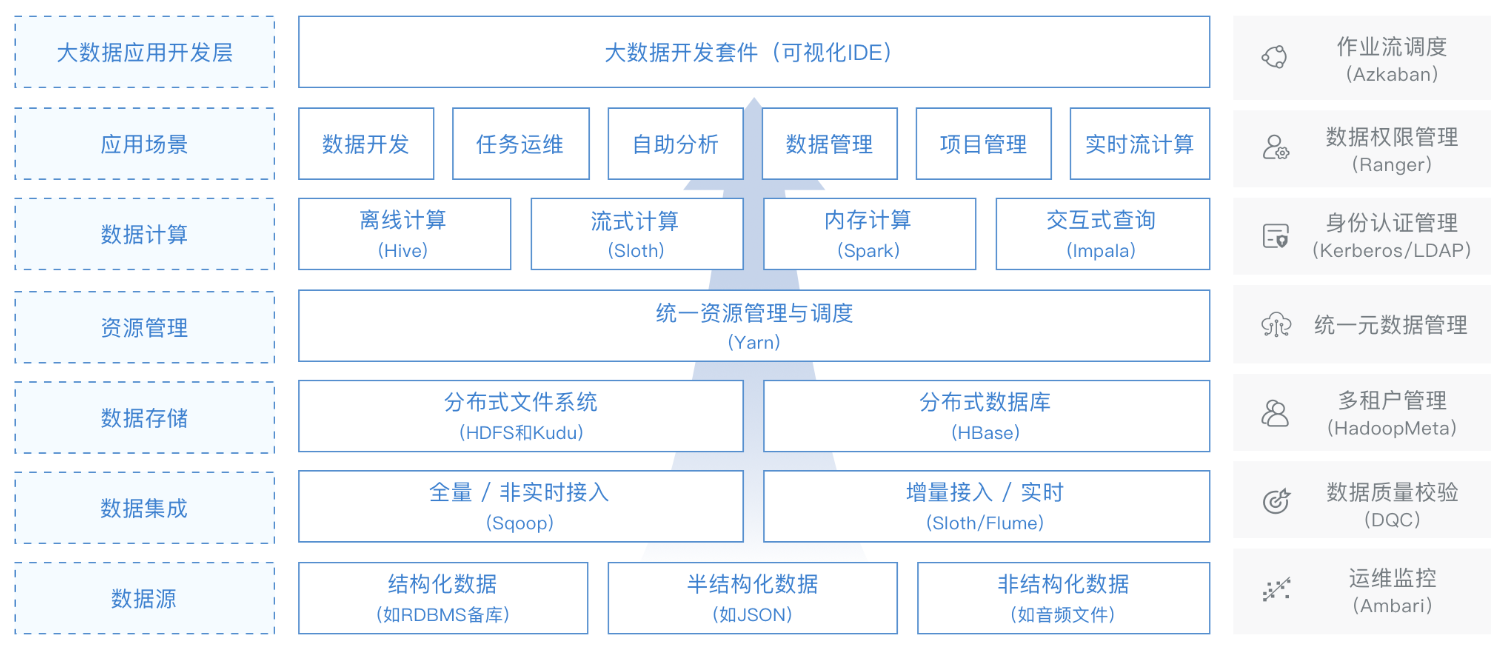 大数据应用开发层
大数据开发套件（可视化IDE）
作业流调度
（Azkaban）
应用场景
数据开发
任务运维
自助分析
数据管理
项目管理
实时流计算
数据权限管理
（Ranger）
数据计算
离线计算
（Hive）
流式计算
（Sloth）
内存计算
（Spark）
交互式查询
（Impala）
身份认证管理
（Kerberos/LDAP）
资源管理
统一资源管理与调度
（Yarn）
统一元数据管理
数据存储
分布式文件系统
（HDFS和Kudu）
分布式数据库
（HBase）
多租户管理
（HadoopMeta）
数据集成
全量 / 非实时接入
（Sqoop）
增量接入 / 实时
（Sloth/Flume）
数据质量校验
（DQC）
数据源
结构化数据
（如RDBMS备库）
半结构化数据
（如JSON）
非结构化数据
（如音频文件）
运维监控
（Ambari）